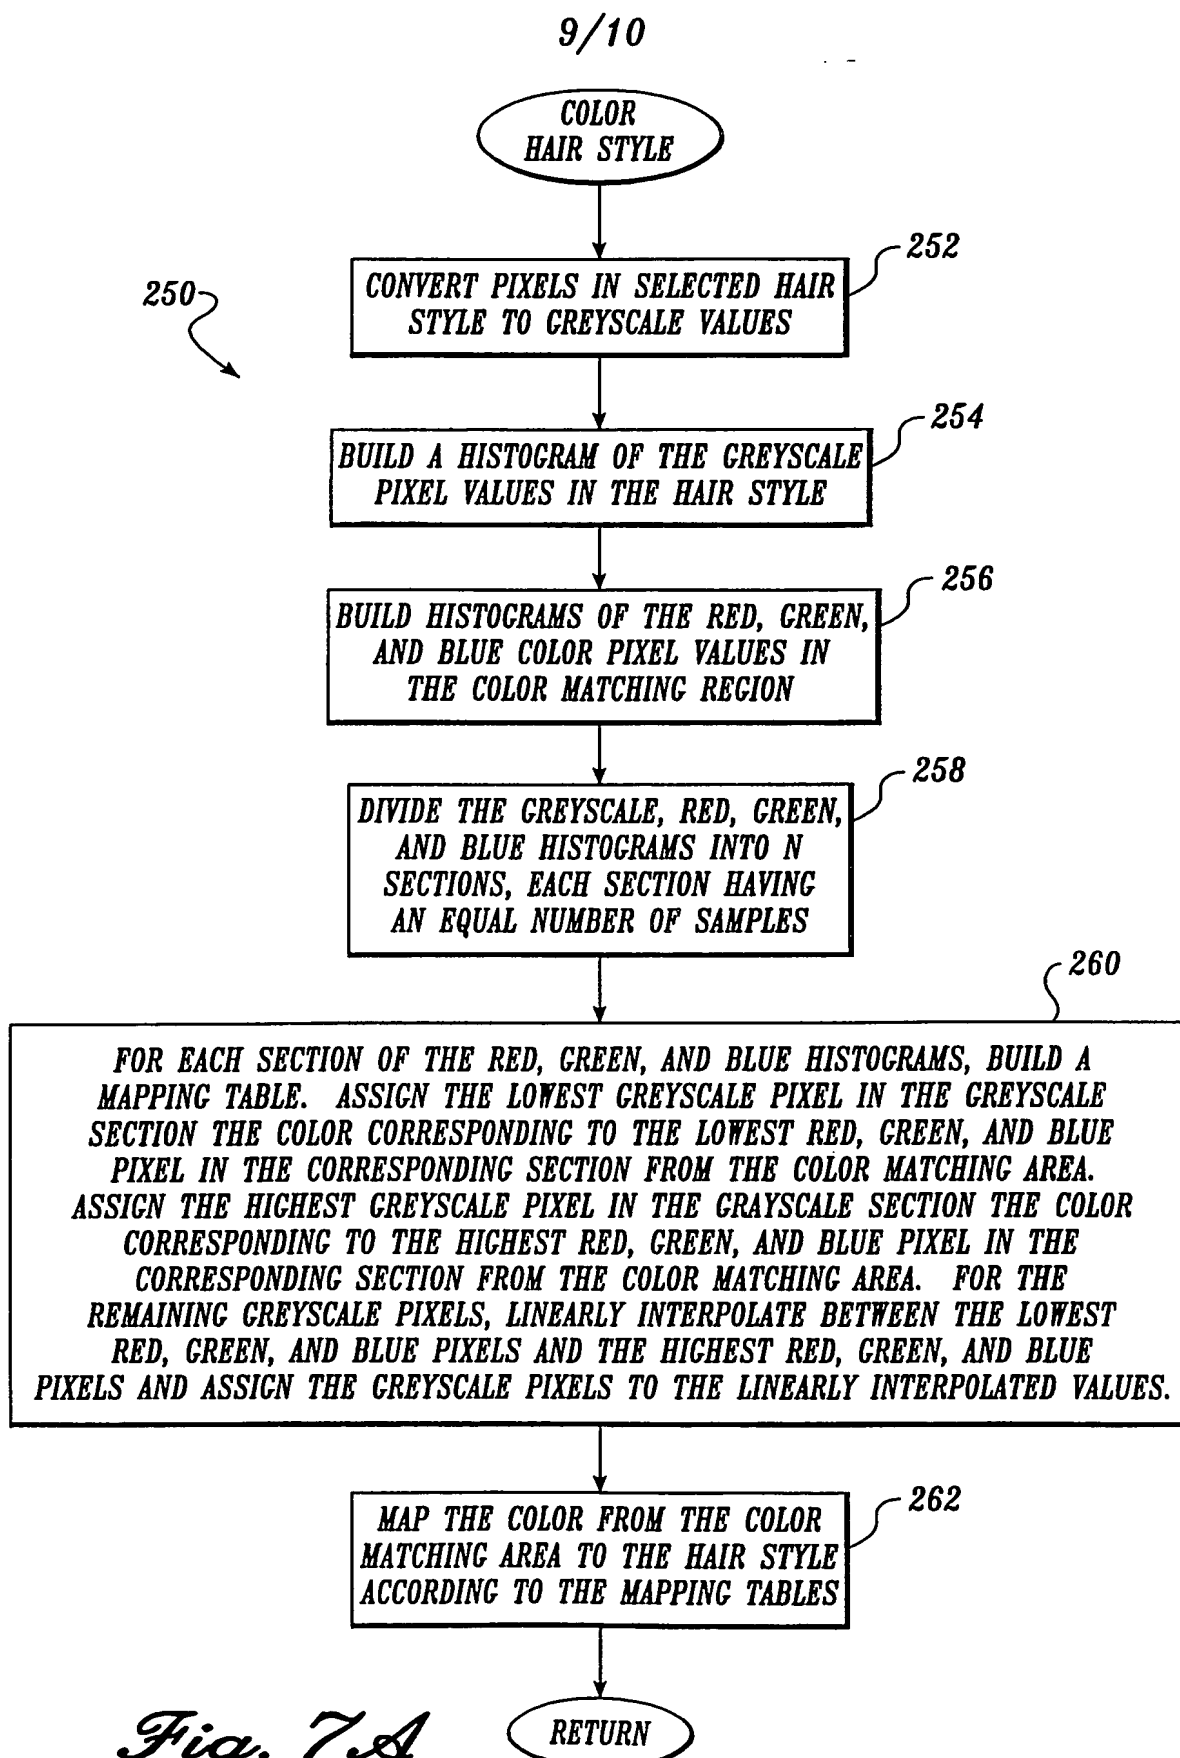 9/10
COLOR
HAIR STYLE
252
CONVERT PIXELS IN SELECTED HAIR
STYLE TO GREYSCALE VALUES
250
254
BUILD A HISTOGRAM OF THE GREYSCALE
PIXEL VALUES IN THE HAIR STYLE
256
BUILD HISTOGRAMS OF THE RED, GREEN,
AND BLUE COLOR PIXEL VALUES IN
THE COLOR MATCHING REGION
258
DIVIDE THE GREYSCALE, RED, GREEN,
AND BLUE HISTOGRAMS INTO N
SECTIONS, EACH SECTION HAVING
AN EQUAL NUMBER OF SAMPLES
260
FOR EACH SECTION OF THE RED, GREEN, AND BLUE HISTOGRAMS, BUILD A
MAPPING TABLE. ASSIGN THE LOWEST GREYSCALE PIXEL IN THE GREYSCALE
SECTION THE COLOR CORRESPONDING TO THE LOWEST RED, GREEN, AND BLUE
PIXEL IN THE CORRESPONDING SECTION FROM THE COLOR MATCHING AREA.
ASSIGN THE HIGHEST GREYSCALE PIXEL IN THE GRAYSCALE SECTION THE COLOR
CORRESPONDING TO THE HIGHEST RED, GREEN, AND BLUE PIXEL IN THE
CORRESPONDING SECTION FROM THE COLOR MATCHING AREA. FOR THE
REMAINING GREYSCALE PIXELS, LINEARLY INTERPOLATE BETWEEN THE LOWEST
RED, GREEN, AND BLUE PIXELS AND THE HIGHEST RED, GREEN, AND BLUE
PIXELS AND ASSIGN THE GREYSCALE PIXELS TO THE LINEARLY INTERPOLATED VALUES.
262
MAP THE COLOR FROM THE COLOR
MATCHING AREA TO THE HAIR STYLE
ACCORDING TO THE MAPPING TABLES
RETURN
Fig. 7A